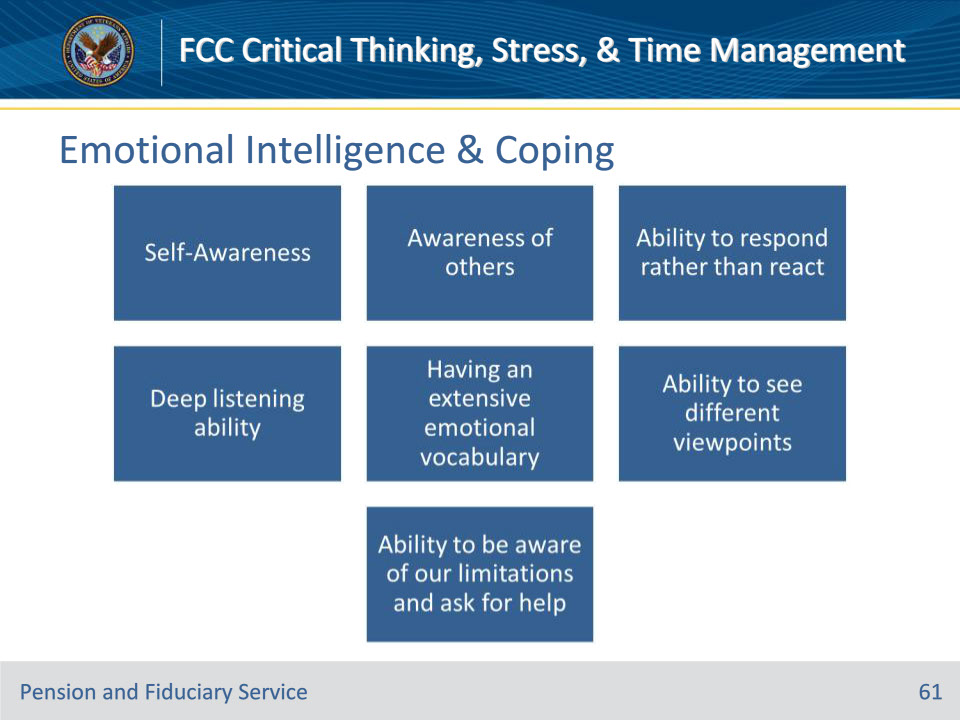 FCC Critical Thinking, Stress, & Time Management
Emotional Intelligence & Coping
Self-Awareness
Awareness of
others
Ability to respond
rather than react
Deep listening
ability
Having an
extensive
emotional
vocabulary
Ability to see
different
viewpoints
Ability to be aware
of our limitations
and ask for help
Pension and Fiduciary Service
61